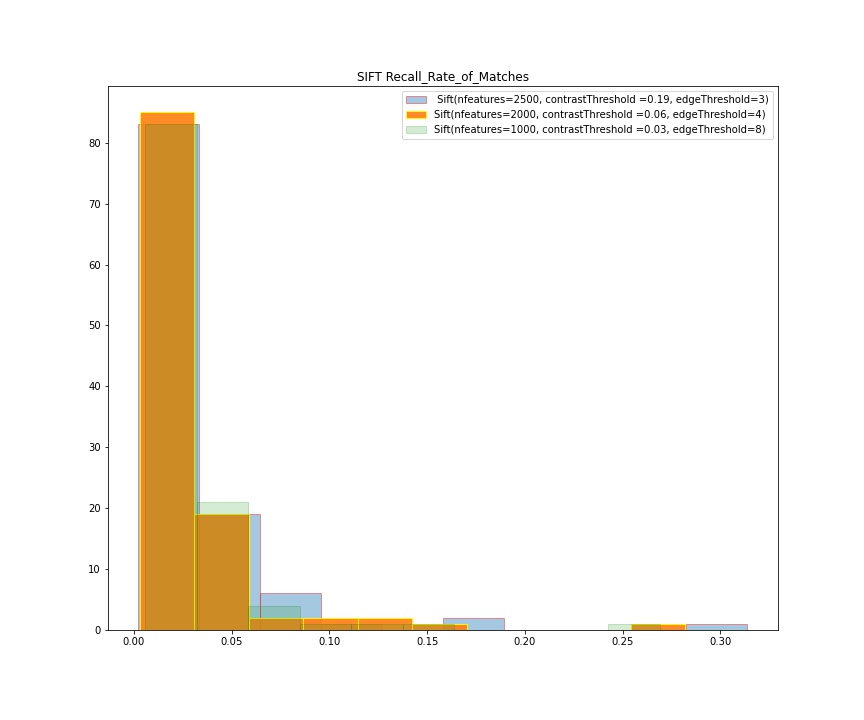 SIFT Recall_Rate_of_Matches
Sift(nfeatures=2500, contrastThreshold =0.19, edgeThreshold=3)
Sift(nfeatures=2000, contrastThreshold =0.06, edgeThreshold=4)
Sift(nfeatures=1000, contrastThreshold =0.03, edgeThreshold=8)
80
70
60
50
40
30
20
10
0
0.00 0.05 0.10 0.15 0.20 0.25 0.30